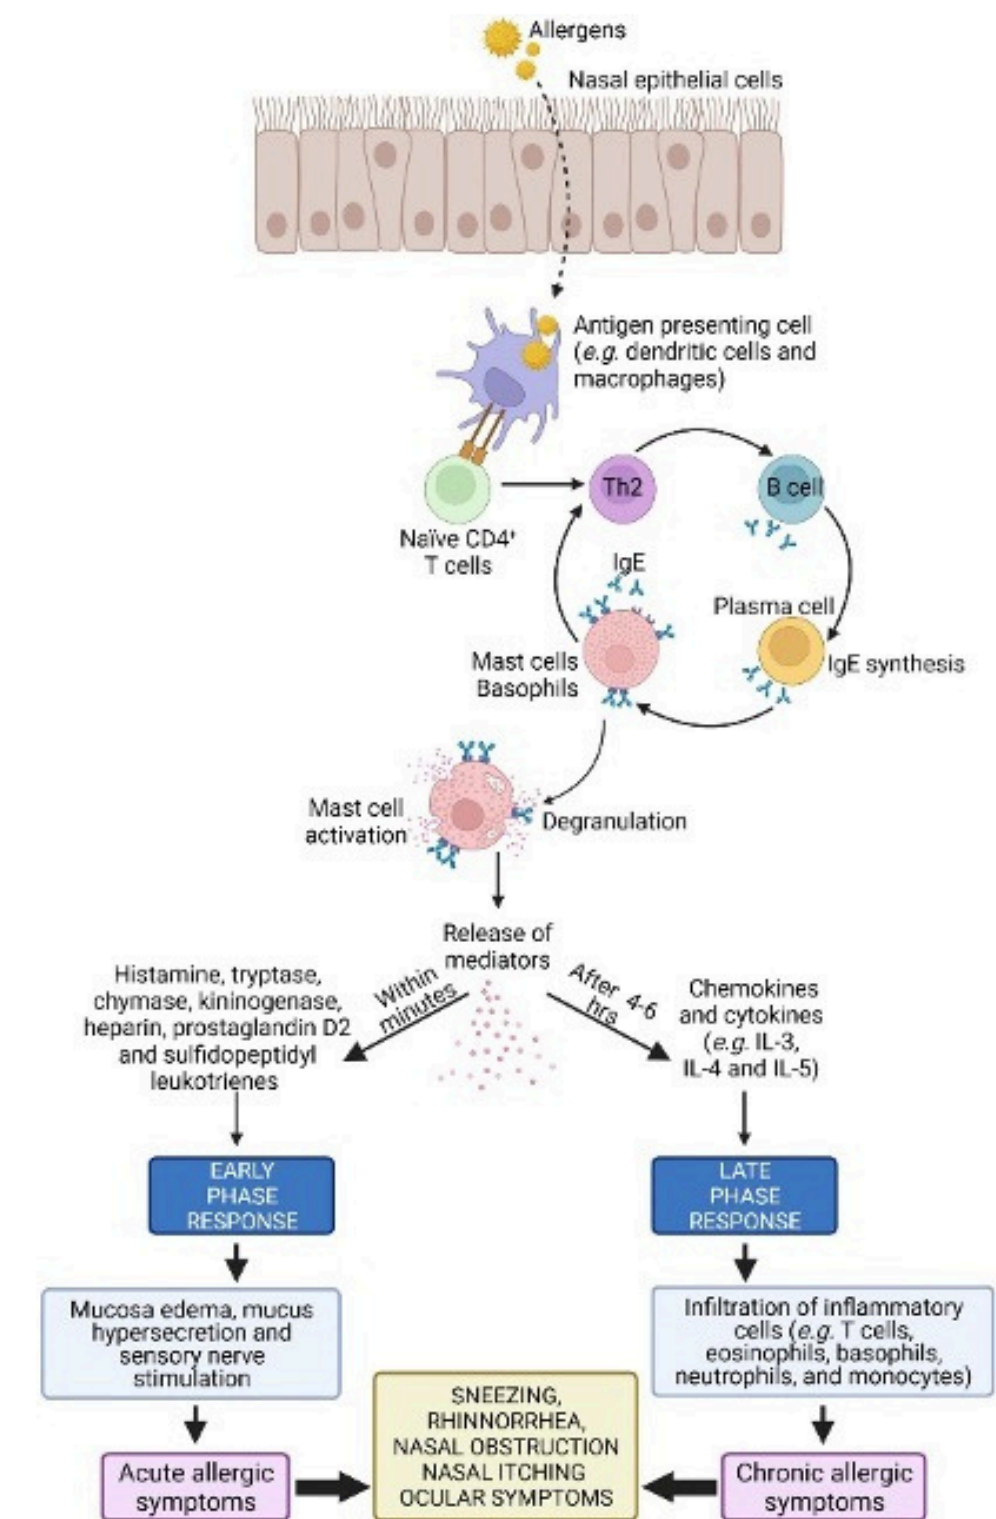 Allergens
Nasal epithelial cells
Antigen presenting cell
(e.g. dendritic cells and
macrophages)
Th2
B cell
Naïve CD4⁺
T cells
IgE
Plasma cell
Mast cells
Basophils
IgE synthesis
Mast cell
activation
Degranulation
Release of
mediators
Histamine, tryptase,
chymase, kininogenase,
heparin, prostaglandin D2
and sulfidopeptidyl
leukotrienes
Within
minutes
After 4-6
hrs
Chemokines
and cytokines
(e.g. IL-3,
IL-4 and IL-5)
EARLY
PHASE
RESPONSE
LATE
PHASE
RESPONSE
Mucosa edema, mucus
hypersecretion and
sensory nerve
stimulation
Infiltration of inflammatory
cells (e.g. T cells,
eosinophils, basophils,
neutrophils, and monocytes)
SNEEZING,
RHINNORRHEA,
NASAL OBSTRUCTION
NASAL ITCHING
OCULAR SYMPTOMS
Acute allergic
symptoms
Chronic allergic
symptoms